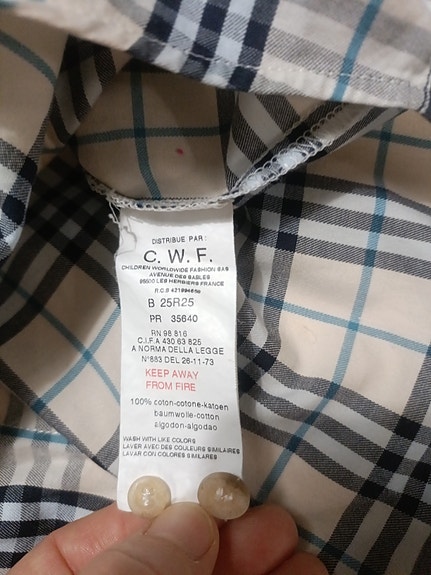 DISTRIBUE PAR :
C. W. F.
CHILDREN WORLDWIDE FASHION SAS
AVENUE DES SABLES
85500 LES HERBIERS FRANCE
R.C.S 421694656
B 25R25
PR 35640
RN 98 816
C.I.F.A 430 63 825
A NORMA DELLA LEGGE
N°883 DEL 26-11-73
KEEP AWAY
FROM FIRE
100% coton-cotone-katoen
baumwolle-cotton
algodon-algodao
WASH WITH LIKE COLORS
LAVER AVEC DES COULEURS SIMILAIRES
LAVAR CON COLORES SIMILARES